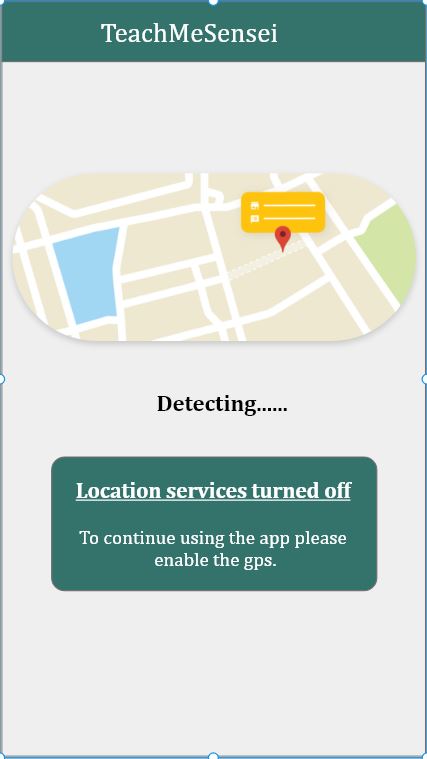 TeachMeSensei
Detecting......
Location services turned off
To continue using the app please
enable the gps.